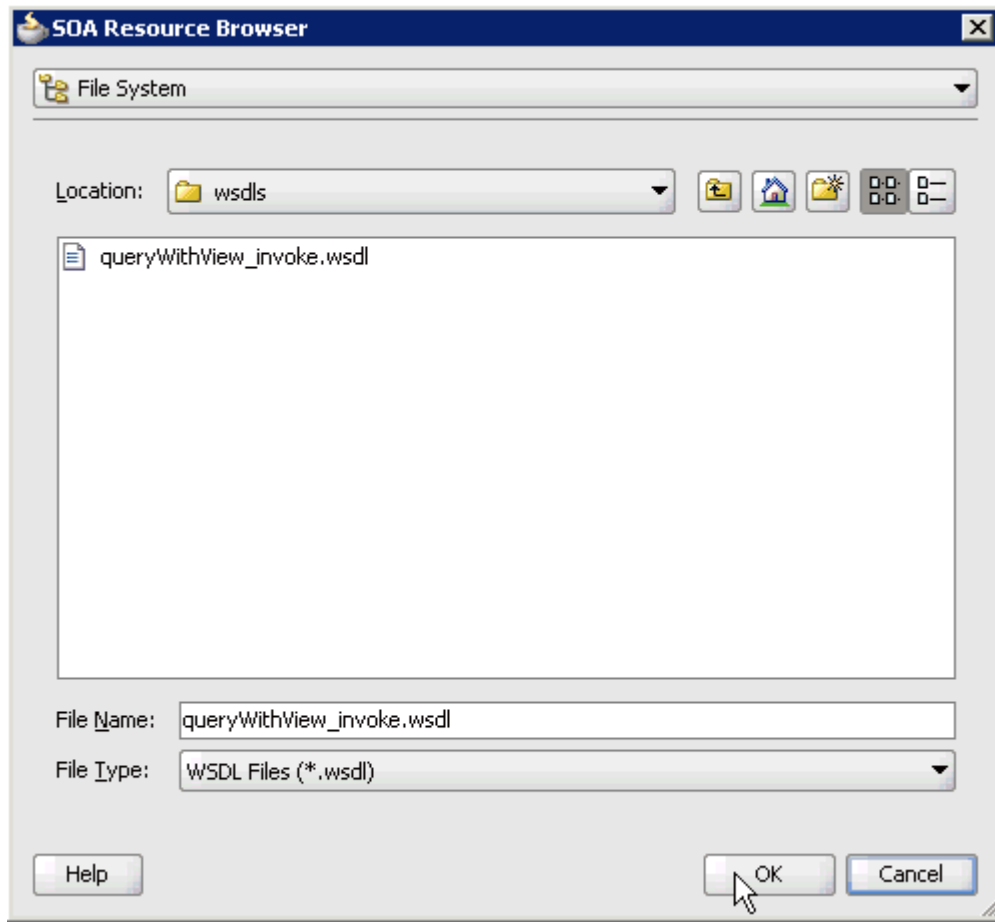 SOA Resource Browser
File System
Location: wsdls
queryWithView_invoke.wsdl
File Name: queryWithView_invoke.wsdl
File Type: WSDL Files (*.wsdl)
Help OK Cancel